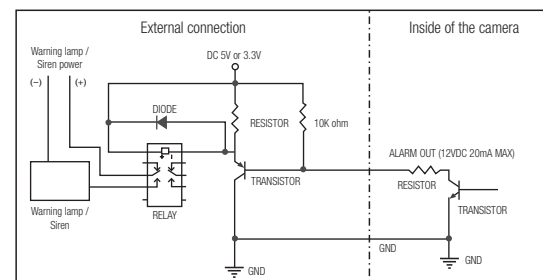 External connection
Inside of the camera
Warning lamp /
Siren power
(−)
(+)
DC 5V or 3.3V
DIODE
RESISTOR
10K ohm
ALARM OUT (12VDC 20mA MAX)
RESISTOR
TRANSISTOR
TRANSISTOR
Warning lamp /
Siren
RELAY
GND
GND
GND